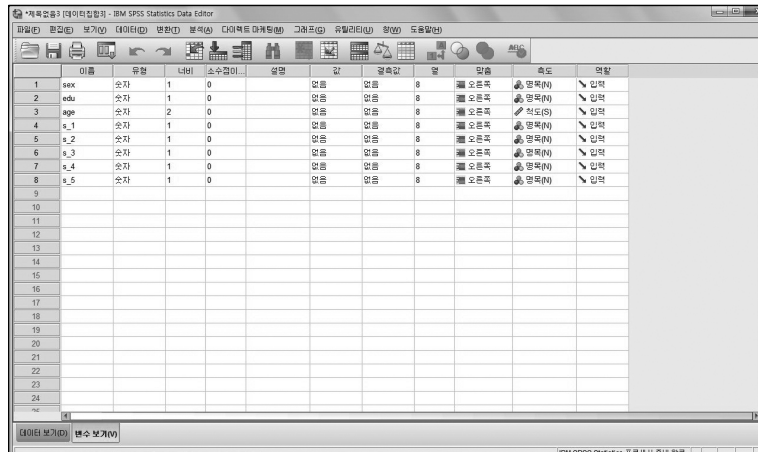 *제목없음3 [데이터집합3] - IBM SPSS Statistics Data Editor
파일(F) 편집(E) 보기(V) 데이터(D) 변환(T) 분석(A) 다이렉트 마케팅(M) 그래프(G) 유틸리티(U) 창(W) 도움말(H)
이름 유형 너비 소수점이... 설명 값 결측값 열 맞춤 측도 역할
1 sex 숫자 1 0 없음 없음 8 오른쪽 명목(N) 입력
2 edu 숫자 1 0 없음 없음 8 오른쪽 명목(N) 입력
3 age 숫자 2 0 없음 없음 8 오른쪽 척도(S) 입력
4 s_1 숫자 1 0 없음 없음 8 오른쪽 명목(N) 입력
5 s_2 숫자 1 0 없음 없음 8 오른쪽 명목(N) 입력
6 s_3 숫자 1 0 없음 없음 8 오른쪽 명목(N) 입력
7 s_4 숫자 1 0 없음 없음 8 오른쪽 명목(N) 입력
8 s_5 숫자 1 0 없음 없음 8 오른쪽 명목(N) 입력
9
10
11
12
13
14
15
16
17
18
19
20
21
22
23
24
데이터 보기(D) 변수 보기(V)
IBM SPSS Statistics